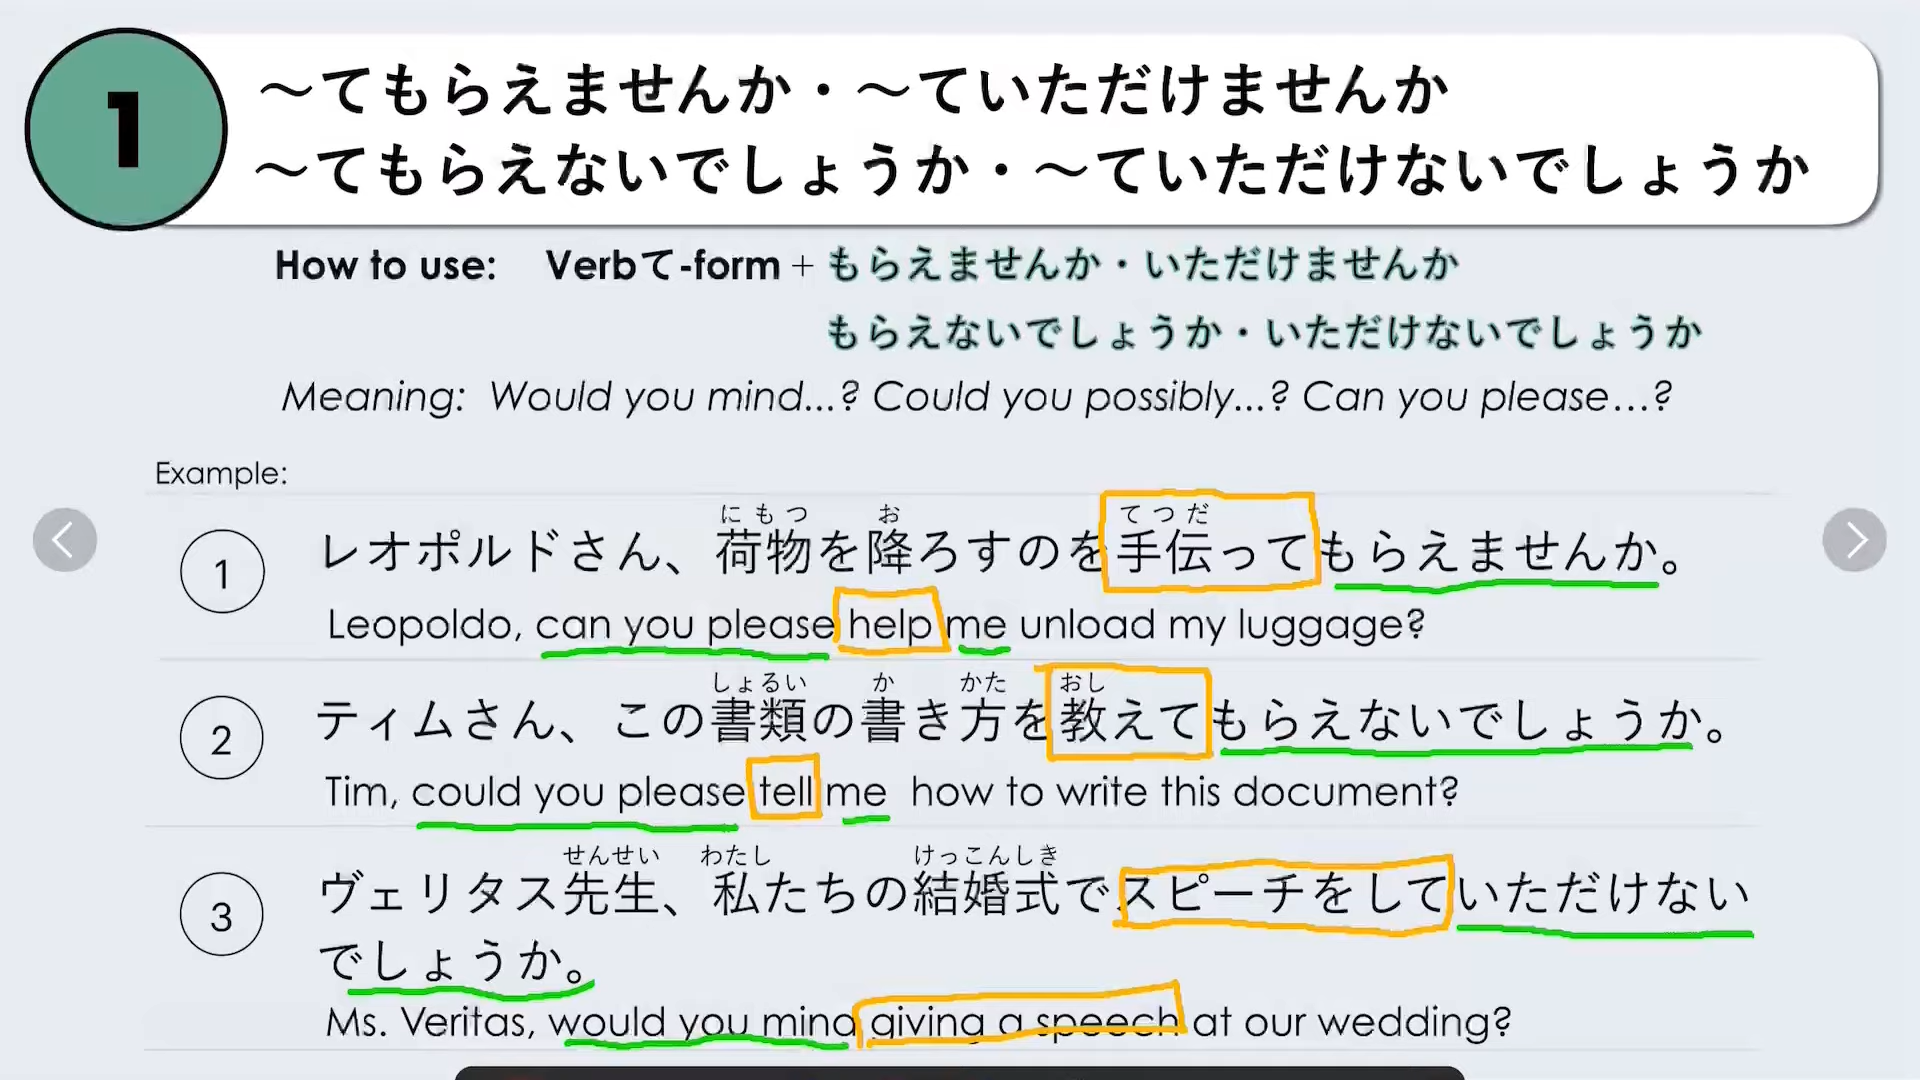 1
～てもらえませんか・～ていただけませんか
～てもらえないでしょうか・～ていただけないでしょうか
How to use: Verbて-form + もらえませんか・いただけませんか
もらえないでしょうか・いただけないでしょうか
Meaning: Would you mind...? Could you possibly...? Can you please...?
Example:
にもつ お てつだ
1 レオポルドさん、荷物を降ろすのを手伝ってもらえませんか。
Leopoldo, can you please help me unload my luggage?
しょるい か かた おし
2 ティムさん、この書類の書き方を教えてもらえないでしょうか。
Tim, could you please tell me how to write this document?
せんせい わたし けっこんしき
3 ヴェリタス先生、私たちの結婚式でスピーチをしていただけない
でしょうか。
Ms. Veritas, would you mind giving a speech at our wedding?